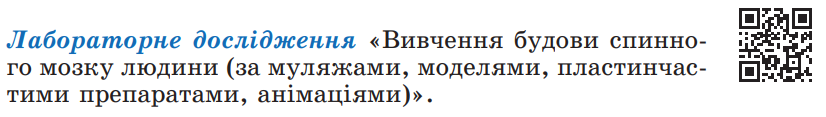 Лабораторне дослідження «Вивчення будови спинно-
го мозку людини (за муляжами, моделями, пластинчас-
тими препаратами, анімаціями)».